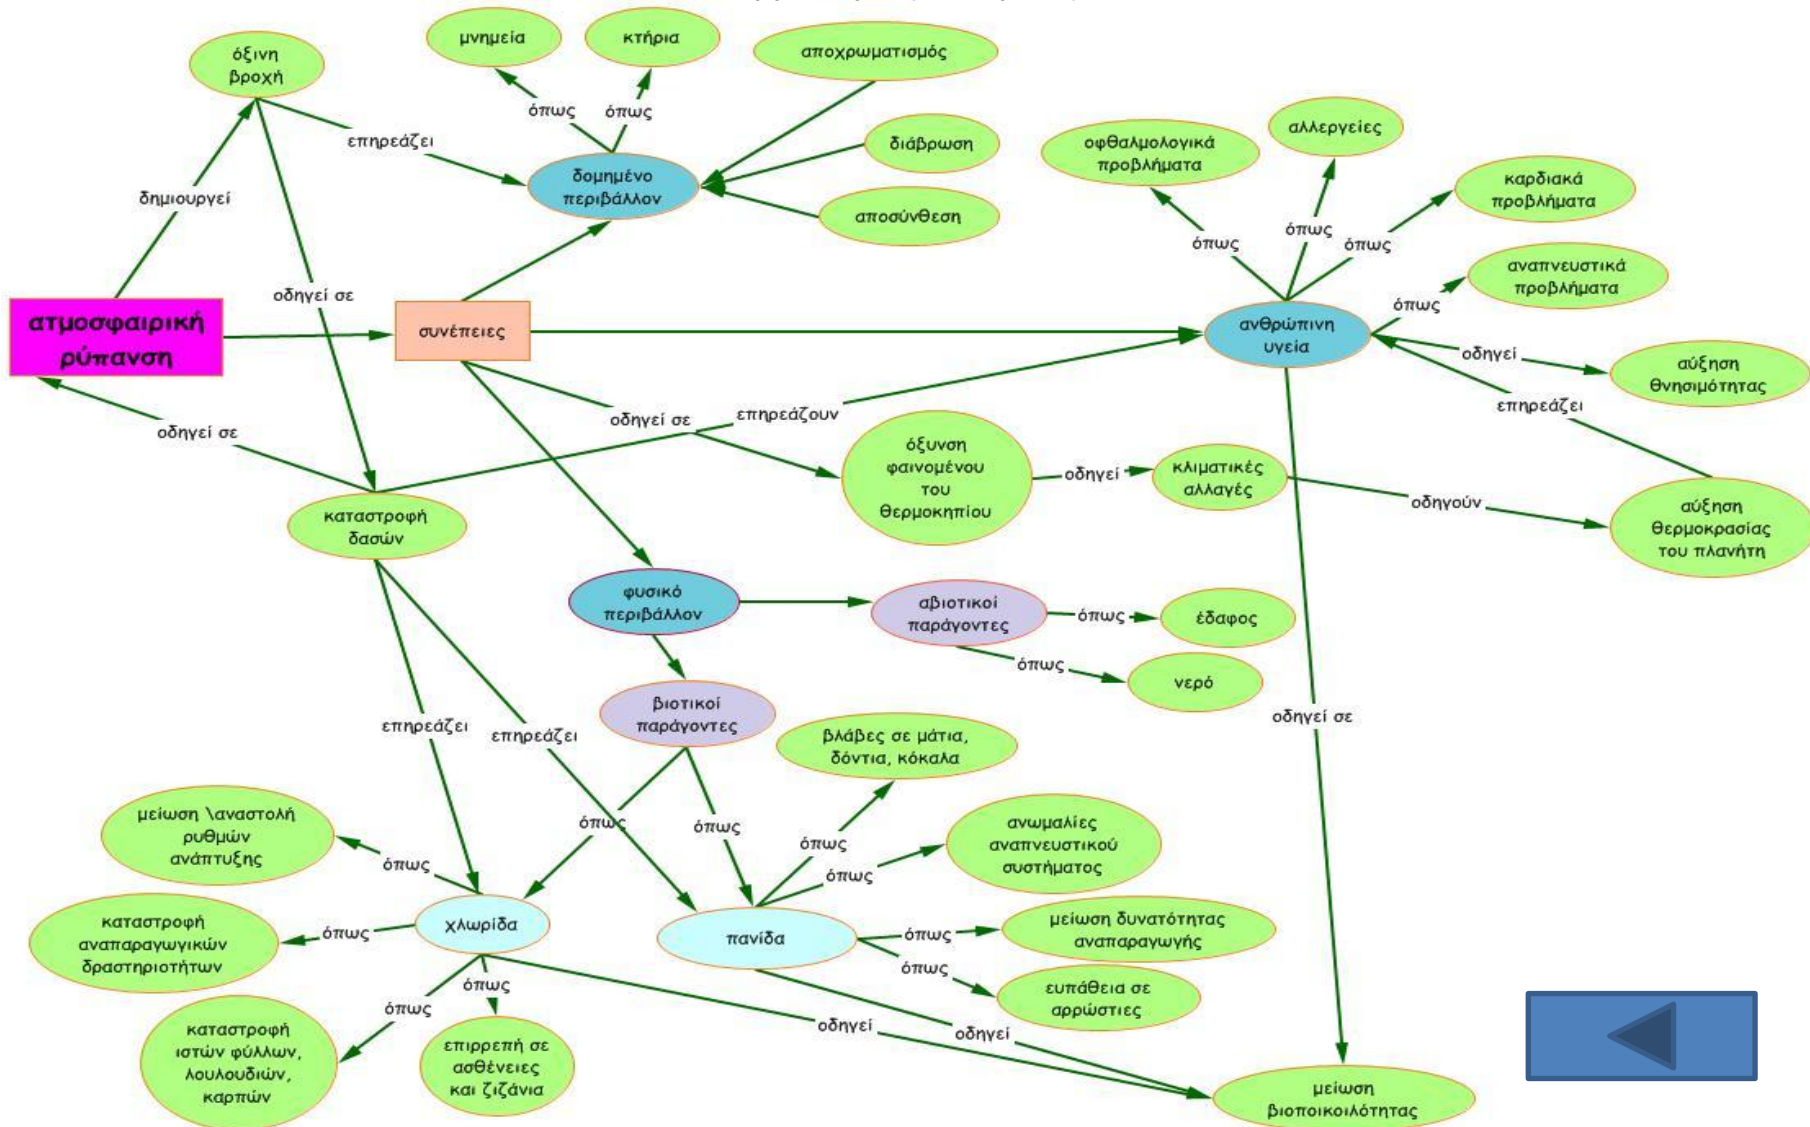 όξινη
βροχή
μνημεία
κτήρια
αποχρωματισμός
όπως
όπως
επηρεάζει
διάβρωση
δομημένο
περιβάλλον
αποσύνθεση
δημιουργεί
αλλεργείες
οφθαλμολογικά
προβλήματα
καρδιακά
προβλήματα
όπως
όπως
όπως
αναπνευστικά
προβλήματα
οδηγεί σε
ατμοσφαιρική
ρύπανση
συνέπειες
ανθρώπινη
υγεία
όπως
οδηγεί
αύξηση
θνησιμότητας
οδηγεί σε
οδηγεί σε
επηρεάζουν
επηρεάζει
όξυνση
φαινομένου
του
θερμοκηπίου
οδηγεί
κλιματικές
αλλαγές
οδηγούν
αύξηση
θερμοκρασίας
του πλανήτη
καταστροφή
δασών
φυσικό
περιβάλλον
αβιοτικοί
παράγοντες
όπως
έδαφος
όπως
νερό
βιοτικοί
παράγοντες
επηρεάζει
επηρεάζει
οδηγεί σε
βλάβες σε μάτια,
δόντια, κόκαλα
μείωση \αναστολή
ρυθμών
ανάπτυξης
όπως
όπως
όπως
όπως
όπως
ανωμαλίες
αναπνευστικού
συστήματος
καταστροφή
αναπαραγωγικών
δραστηριοτήτων
όπως
χλωρίδα
πανίδα
όπως
μείωση δυνατότητας
αναπαραγωγής
όπως
ευπάθεια σε
αρρώστιες
όπως
όπως
καταστροφή
ιστών φύλλων,
λουλουδιών,
καρπών
επιρρεπή σε
ασθένειες
και ζιζάνια
οδηγεί
οδηγεί
μείωση
βιοποικοιλότητας